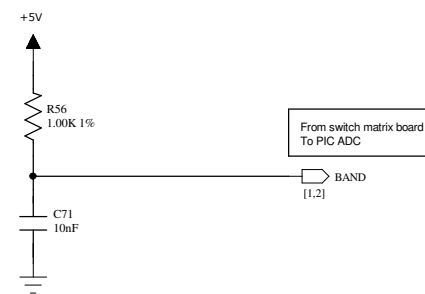 +5V
R56
1.00K 1%
From switch matrix board
To PIC ADC
BAND
[1,2]
C71
10nF